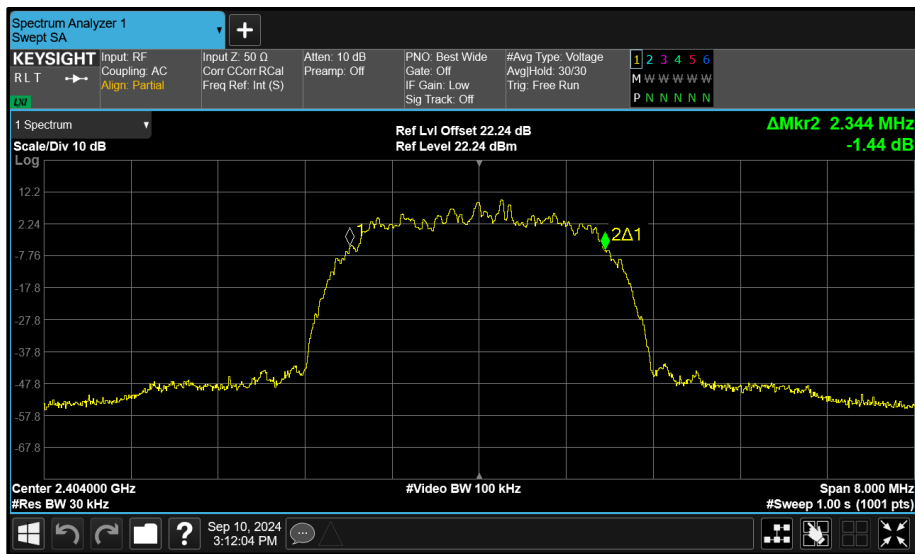 Spectrum Analyzer 1
Swept SA
+
KEYSIGHT
R L T
LXI
Input: RF
Coupling: AC
Align: Partial
Input Z: 50 Ω
Corr CCorr RCal
Freq Ref: Int (S)
Atten: 10 dB
Preamp: Off
PNO: Best Wide
Gate: Off
IF Gain: Low
Sig Track: Off
#Avg Type: Voltage
Avg|Hold: 30/30
Trig: Free Run
1 2 3 4 5 6
M W W W W W
P N N N N N
1 Spectrum
Scale/Div 10 dB
Ref Lvl Offset 22.24 dB
Ref Level 22.24 dBm
ΔMkr2 2.344 MHz
-1.44 dB
Log
12.2
2.24
-7.76
-17.8
-27.8
-37.8
-47.8
-57.8
-67.8
1
2Δ1
Center 2.404000 GHz
#Video BW 100 kHz
Span 8.000 MHz
#Res BW 30 kHz
#Sweep 1.00 s (1001 pts)
?
Sep 10, 2024
3:12:04 PM